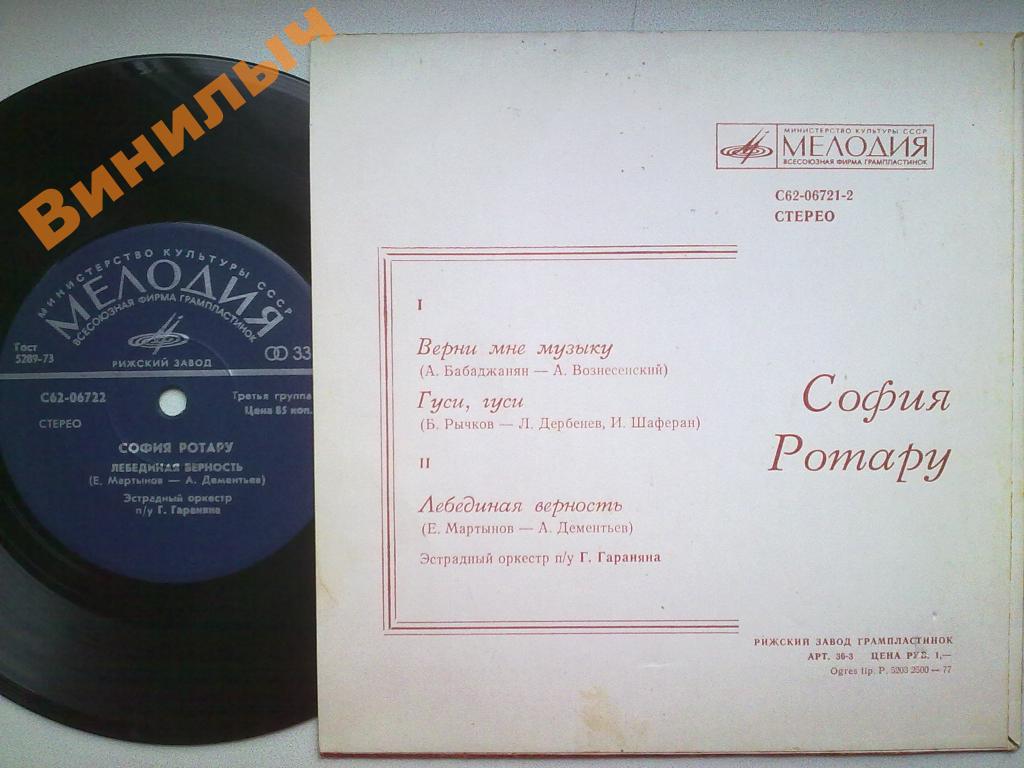 Винилыч
МИНИСТЕРСТВО КУЛЬТУРЫ СССР
МЕЛОДИЯ
ВСЕСОЮЗНАЯ ФИРМА ГРАМПЛАСТИНОК
Гост
5289-73
33
РИЖСКИЙ ЗАВОД
С62-06722
Третья группа
Цена 85 коп.
СТЕРЕО
СОФИЯ РОТАРУ
ЛЕБЕДИНАЯ ВЕРНОСТЬ
(Е. Мартынов — А. Дементьев)
Эстрадный оркестр
п/у Г. Гараняна
МИНИСТЕРСТВО КУЛЬТУРЫ СССР
МЕЛОДИЯ
ВСЕСОЮЗНАЯ ФИРМА ГРАМПЛАСТИНОК
С62-06721-2
СТЕРЕО
I
Верни мне музыку
(А. Бабаджанян — А. Вознесенский)
Гуси, гуси
(Б. Рычков — Л. Дербенев, И. Шаферан)
II
Лебединая верность
(Е. Мартынов — А. Дементьев)
Эстрадный оркестр п/у Г. Гараняна
София
Ротару
РИЖСКИЙ ЗАВОД ГРАМПЛАСТИНОК
АРТ. 36-3 ЦЕНА РУБ. 1,—
Ogres tip. P. 5203 2500 — 77